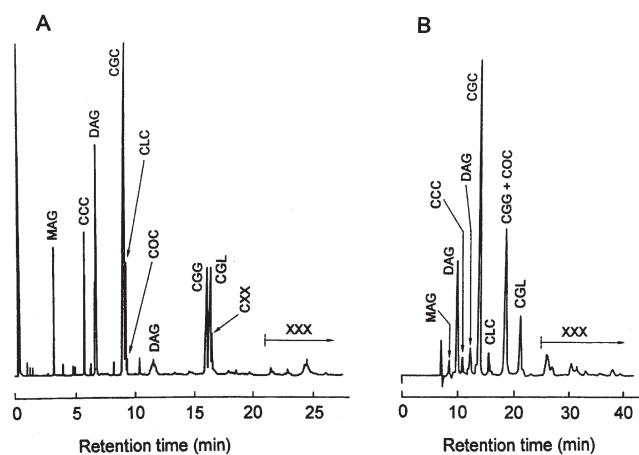 A
CGC
DAG
CLC
CCC
MAG
COC
DAG
CGG
CGL
CXX
XXX
0
5
10
15
20
25
Retention time (min)
B
CGC
DAG
CCC
CGG + COC
DAG
MAG
CLC
CGL
XXX
0
10
20
30
40
Retention time (min)